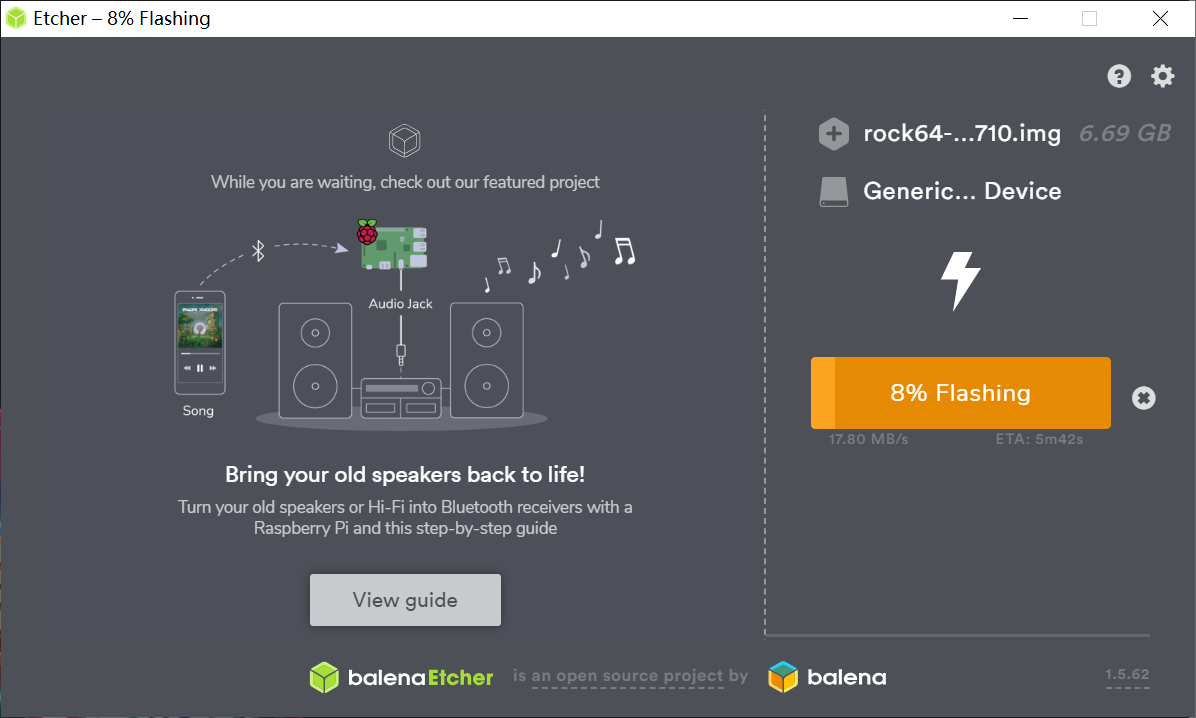 Etcher – 8% Flashing
While you are waiting, check out our featured project
Audio Jack
Song
Bring your old speakers back to life!
Turn your old speakers or Hi-Fi into Bluetooth receivers with a
Raspberry Pi and this step-by-step guide
View guide
rock64-...710.img 6.69 GB
Generic... Device
8% Flashing
17.80 MB/s ETA: 5m42s
balenaEtcher is an open source project by balena 1.5.62